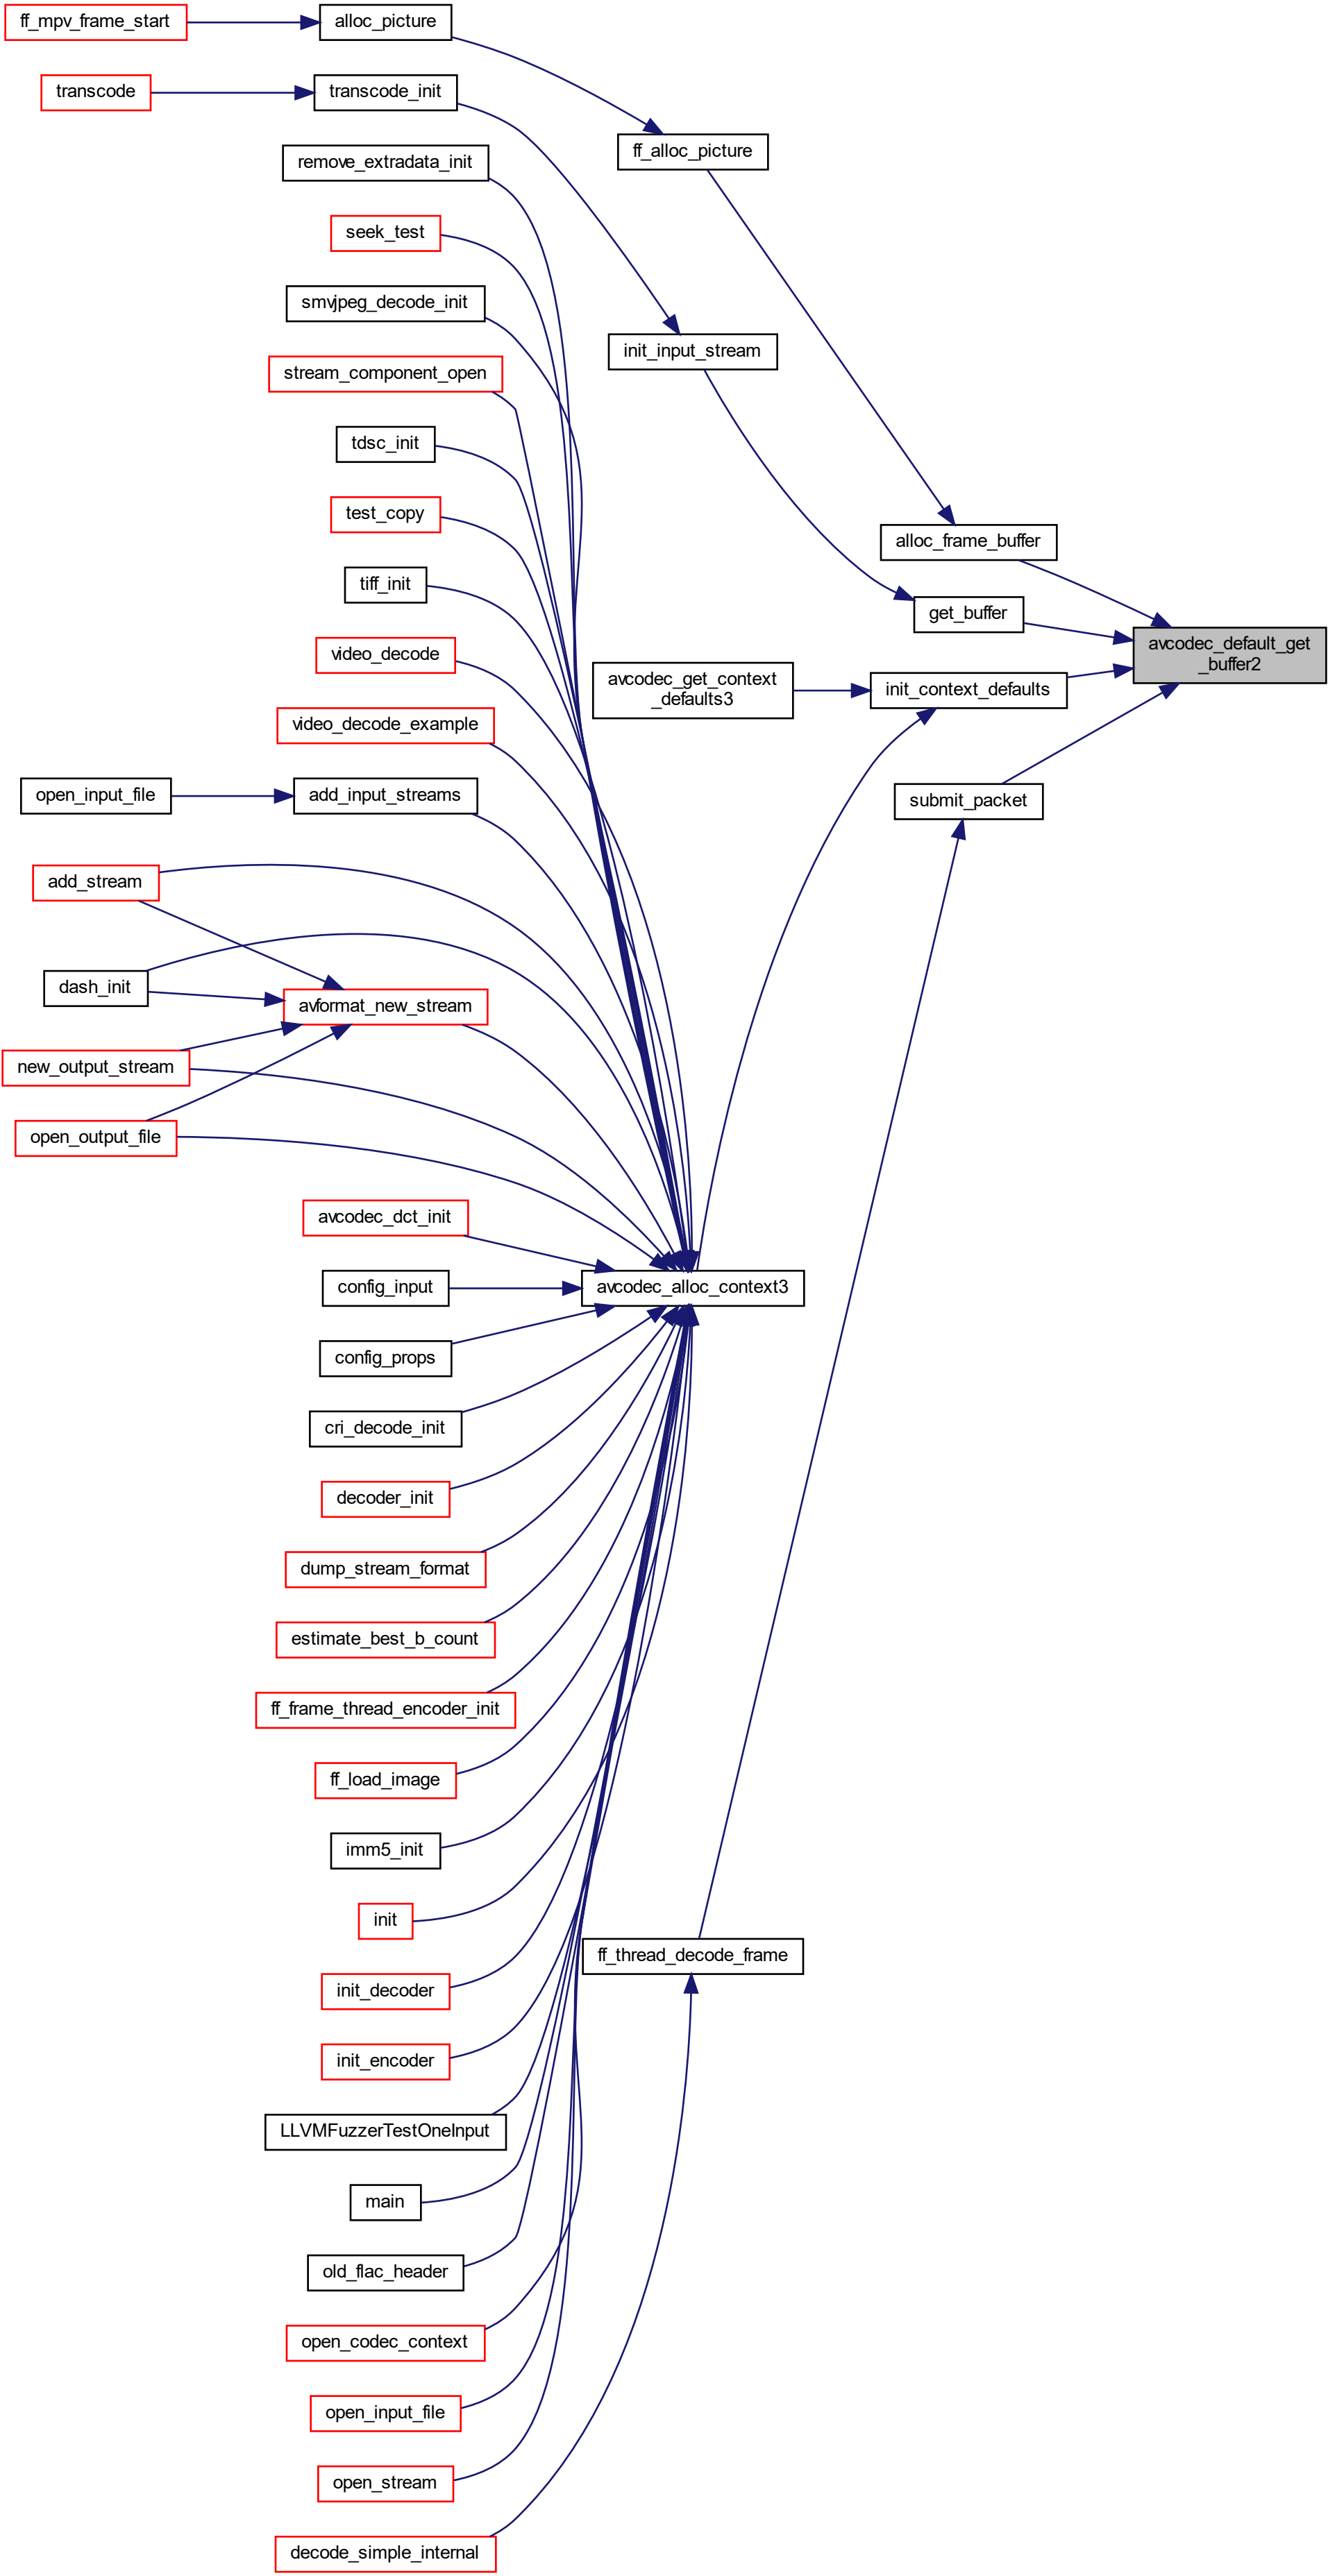 ff_mpv_frame_start
alloc_picture
transcode
transcode_init
ff_alloc_picture
remove_extradata_init
seek_test
smvjpeg_decode_init
init_input_stream
stream_component_open
tdsc_init
test_copy
alloc_frame_buffer
tiff_init
get_buffer
avcodec_default_get
_buffer2
video_decode
avcodec_get_context
_defaults3
init_context_defaults
video_decode_example
open_input_file
add_input_streams
submit_packet
add_stream
dash_init
avformat_new_stream
new_output_stream
open_output_file
avcodec_dct_init
config_input
avcodec_alloc_context3
config_props
cri_decode_init
decoder_init
dump_stream_format
estimate_best_b_count
ff_frame_thread_encoder_init
ff_load_image
imm5_init
init
ff_thread_decode_frame
init_decoder
init_encoder
LLVMFuzzerTestOneInput
main
old_flac_header
open_codec_context
open_input_file
open_stream
decode_simple_internal